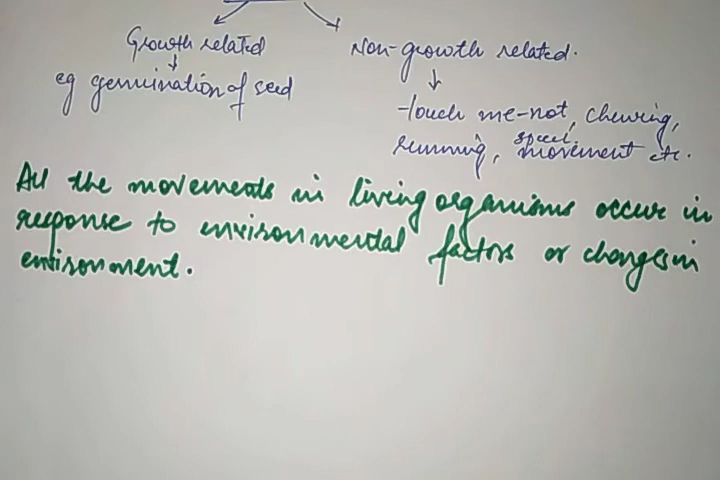 Growth related
Non-growth related.
eg germination of seed
touch me-not, chewing,
running, movement etc.
All the movements in living organisms occur in
response to environmental factors or changes in
environment.